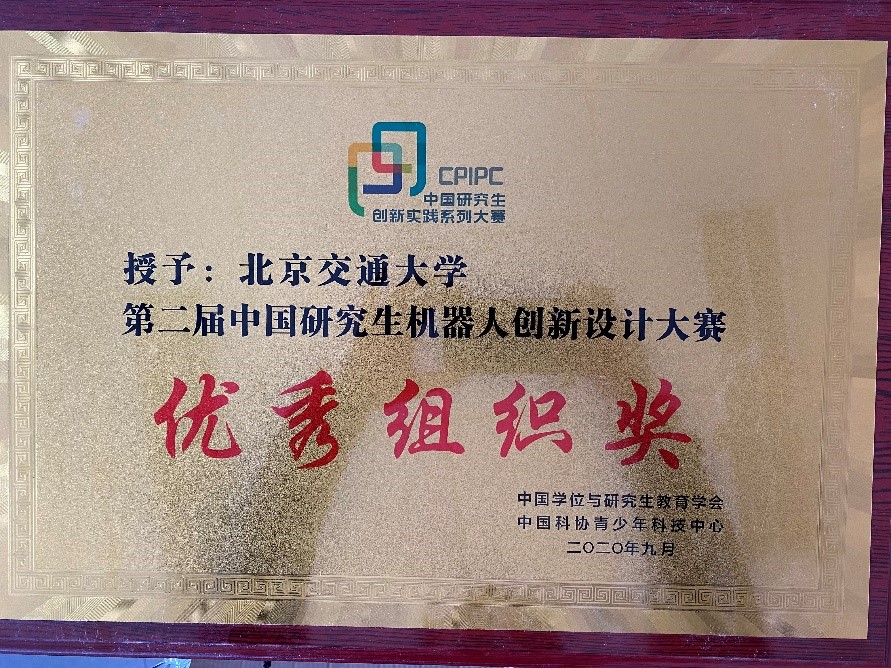 CPIPC
中国研究生
创新实践系列大赛
授予：北京交通大学
第二届中国研究生机器人创新设计大赛
优秀组织奖
中国学位与研究生教育学会
中国科协青少年科技中心
二〇二〇年九月